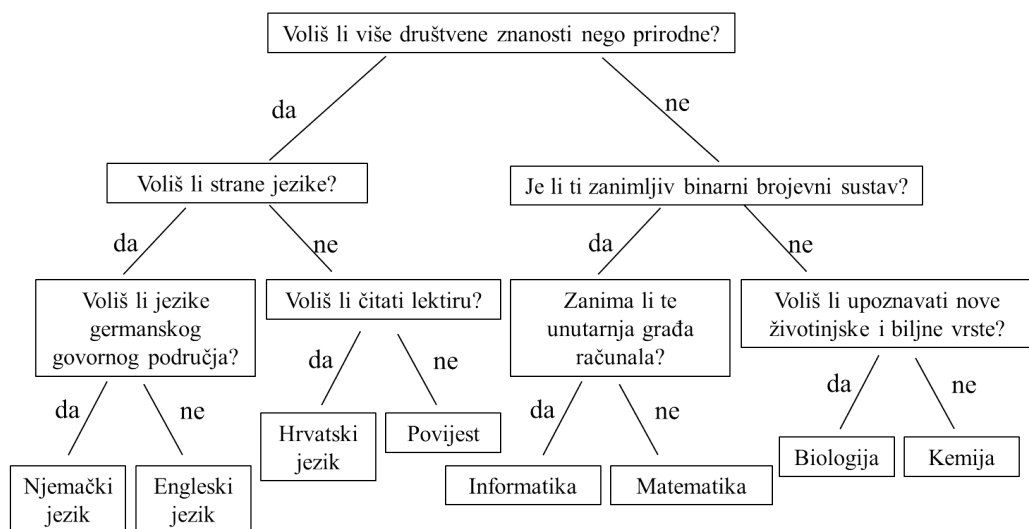 Voliš li više društvene znanosti nego prirodne?
da
ne
Voliš li strane jezike?
Je li ti zanimljiv binarni brojevni sustav?
da
ne
da
ne
Voliš li jezike
germanskog
govornog područja?
Voliš li čitati lektiru?
Zanima li te
unutarnja građa
računala?
Voliš li upoznavati nove
životinjske i biljne vrste?
da
ne
da
ne
da
ne
da
ne
Njemački
jezik
Engleski
jezik
Hrvatski
jezik
Povijest
Informatika
Matematika
Biologija
Kemija